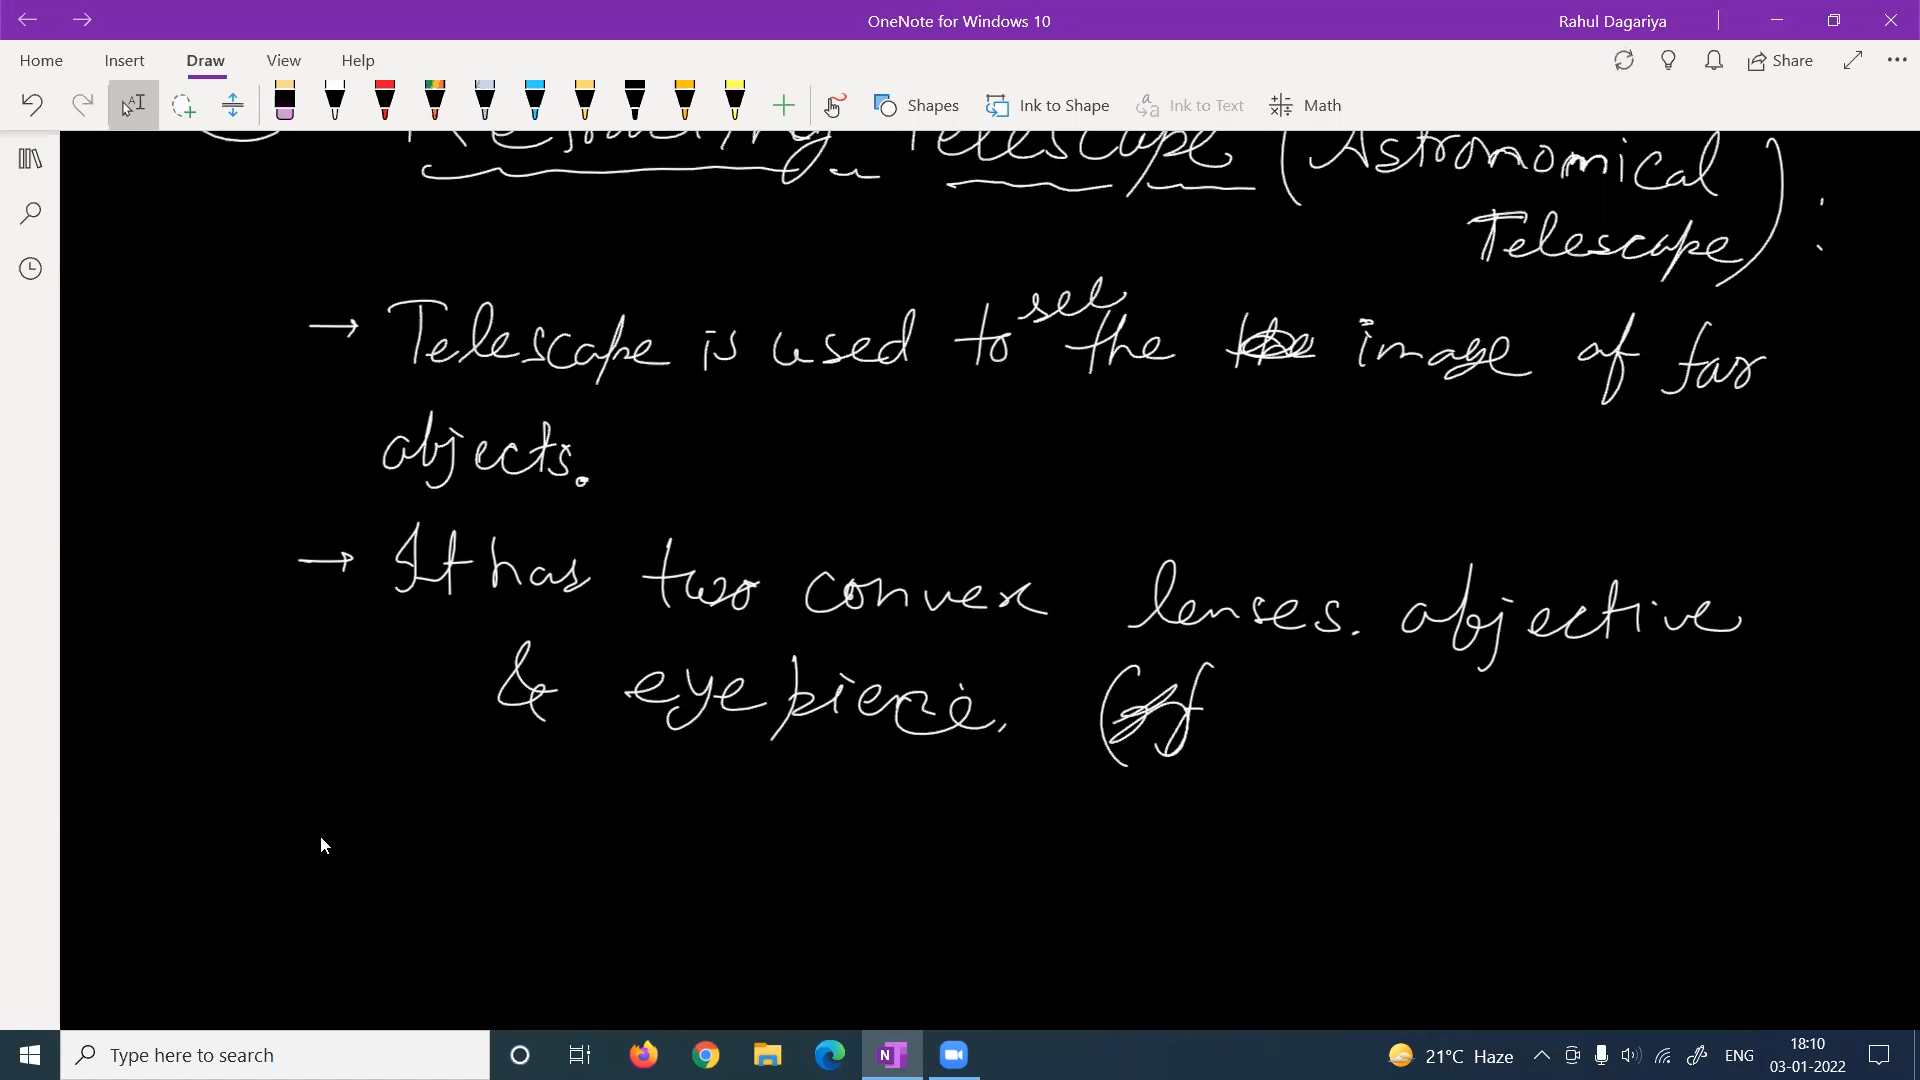 OneNote for Windows 10
Rahul Dagariya
Home Insert Draw View Help
Share
Shapes Ink to Shape Ink to Text Math
Telescope (Astronomical
Telescope) :
→ Telescope is used to see the image of far
objects.
→ It has two convex lenses. objective
& eyepiece. (
Type here to search
21°C Haze
ENG
18:10
03-01-2022